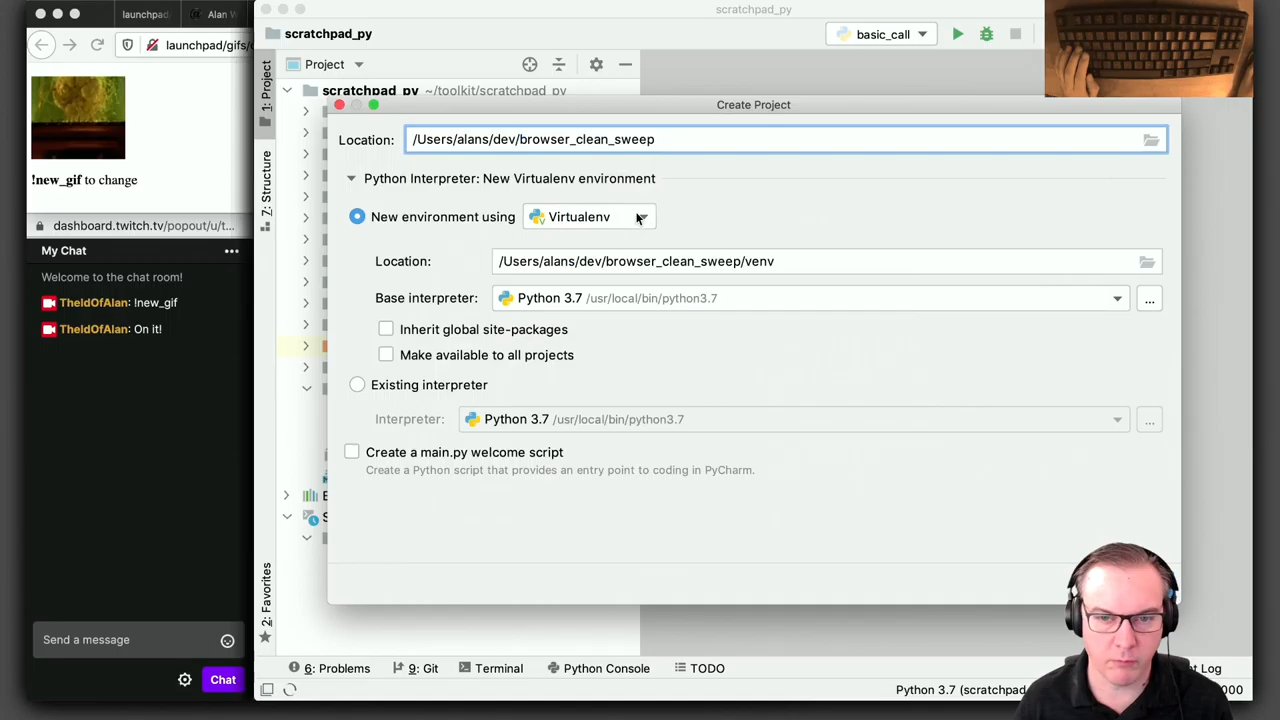 launchpad
Alan W
launchpad/gifs/
!new_gif to change
dashboard.twitch.tv/popout/u/t...
My Chat
Welcome to the chat room!
TheIdOfAlan: !new_gif
TheIdOfAlan: On it!
Send a message
Chat
scratchpad_py
scratchpad_py
basic_call
1: Project
7: Structure
2: Favorites
Project
scratchpad_py ~/toolkit/scratchpad_py
Create Project
Location: /Users/alans/dev/browser_clean_sweep
Python Interpreter: New Virtualenv environment
New environment using Virtualenv
Location: /Users/alans/dev/browser_clean_sweep/venv
Base interpreter: Python 3.7 /usr/local/bin/python3.7 ...
Inherit global site-packages
Make available to all projects
Existing interpreter
Interpreter: Python 3.7 /usr/local/bin/python3.7 ...
Create a main.py welcome script
Create a Python script that provides an entry point to coding in PyCharm.
6: Problems 9: Git Terminal Python Console TODO t Log
Python 3.7 (scratchpad